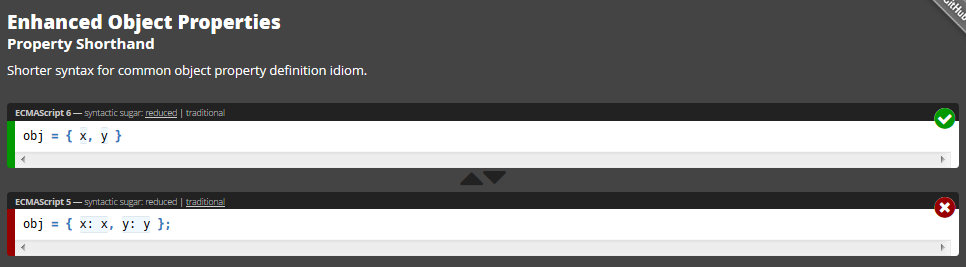 GitHub
Enhanced Object Properties
Property Shorthand
Shorter syntax for common object property definition idiom.
ECMAScript 6 — syntactic sugar: reduced | traditional
obj = { x, y }
ECMAScript 5 — syntactic sugar: reduced | traditional
obj = { x: x, y: y };